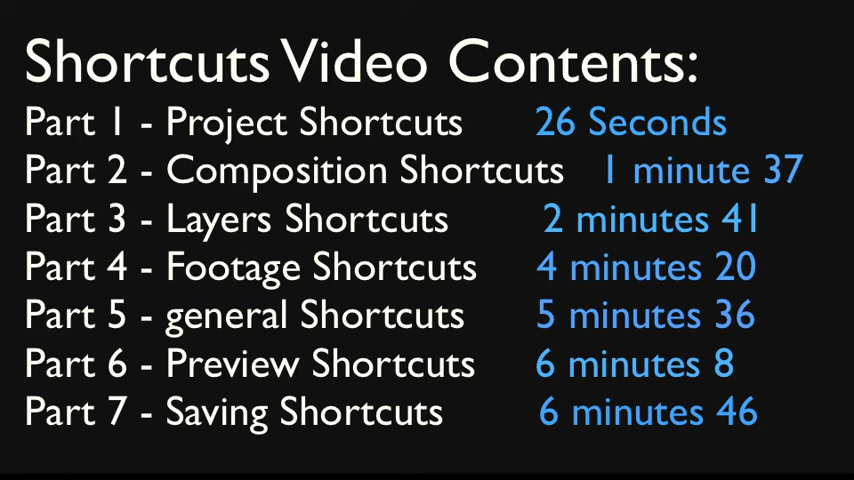 Shortcuts Video Contents:
Part 1 - Project Shortcuts 26 Seconds
Part 2 - Composition Shortcuts 1 minute 37
Part 3 - Layers Shortcuts 2 minutes 41
Part 4 - Footage Shortcuts 4 minutes 20
Part 5 - general Shortcuts 5 minutes 36
Part 6 - Preview Shortcuts 6 minutes 8
Part 7 - Saving Shortcuts 6 minutes 46